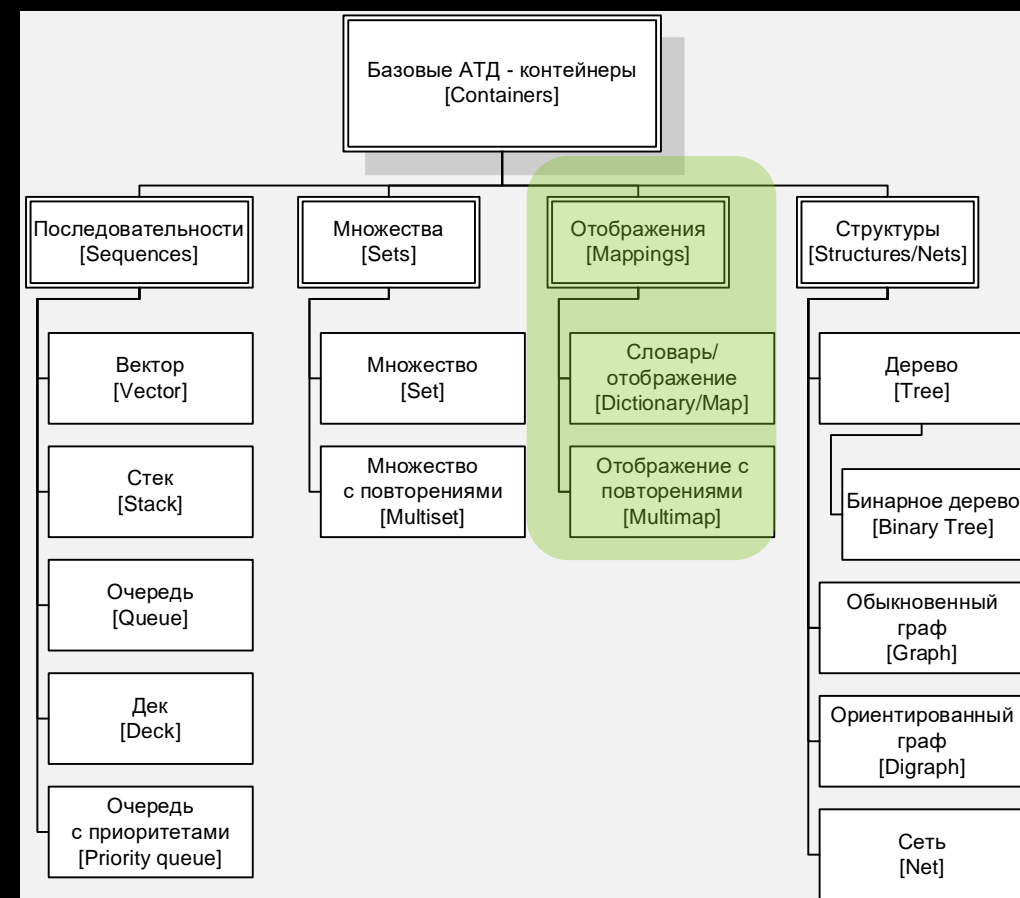 Базовые АТД - контейнеры
[Containers]
Последовательности
[Sequences]
Множества
[Sets]
Отображения
[Mappings]
Структуры
[Structures/Nets]
Вектор
[Vector]
Стек
[Stack]
Очередь
[Queue]
Дек
[Deck]
Очередь
с приоритетами
[Priority queue]
Множество
[Set]
Множество
с повторениями
[Multiset]
Словарь/
отображение
[Dictionary/Map]
Отображение с
повторениями
[Multimap]
Дерево
[Tree]
Бинарное дерево
[Binary Tree]
Обыкновенный
граф
[Graph]
Ориентированный
граф
[Digraph]
Сеть
[Net]